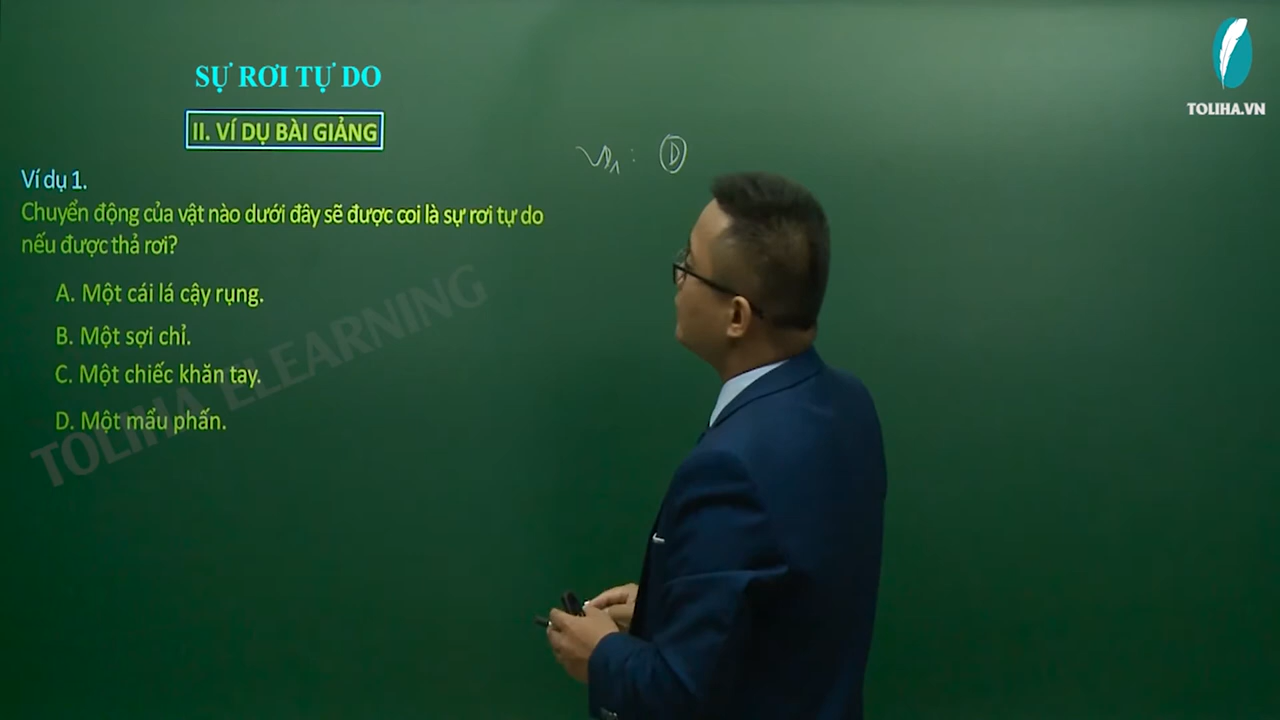 SỰ RƠI TỰ DO
II. VÍ DỤ BÀI GIẢNG
Ví dụ 1.
Chuyển động của vật nào dưới đây sẽ được coi là sự rơi tự do
nếu được thả rơi?
A. Một cái lá cậy rụng.
B. Một sợi chỉ.
C. Một chiếc khăn tay.
D. Một mẩu phấn.
TOLIHA ELEARNING
VD1: D
TOLIHA.VN